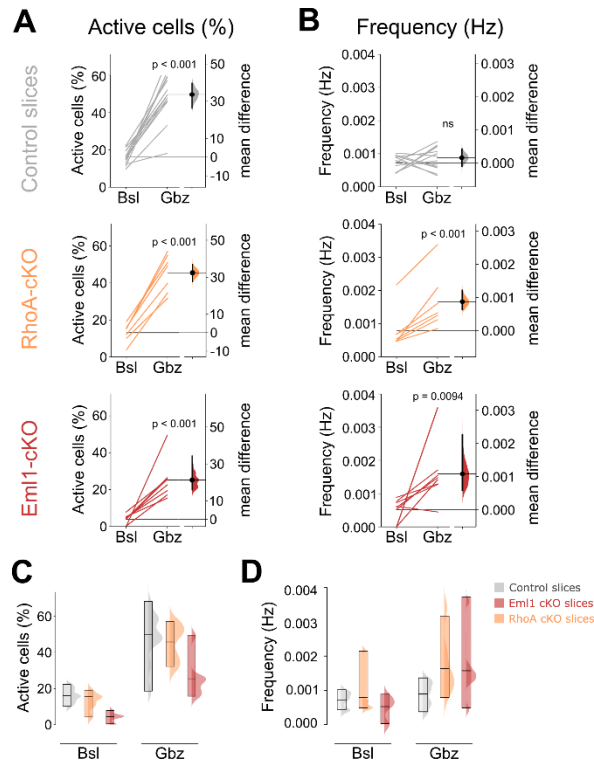 A
Active cells (%)
B
Frequency (Hz)
Control slices
Active cells (%)
60
40
20
0
p < 0.001
50
30
10
0
-10
mean difference
Bsl
Gbz
Frequency (Hz)
0.004
0.003
0.002
0.001
0.000
ns
0.003
0.002
0.001
0.000
mean difference
Bsl
Gbz
RhoA-cKO
Active cells (%)
60
40
20
0
p < 0.001
50
30
10
0
-10
mean difference
Bsl
Gbz
Frequency (Hz)
0.004
0.003
0.002
0.001
0.000
p < 0.001
0.003
0.002
0.001
0.000
mean difference
Bsl
Gbz
Eml1-cKO
Active cells (%)
60
40
20
0
p < 0.001
50
30
10
0
mean difference
Bsl
Gbz
Frequency (Hz)
0.004
0.003
0.002
0.001
0.000
p = 0.0094
0.003
0.002
0.001
0.000
mean difference
Bsl
Gbz
C
Active cells (%)
60
40
20
0
Bsl
Gbz
D
Frequency (Hz)
0.004
0.003
0.002
0.001
0.000
Bsl
Gbz
Control slices
Eml1 cKO slices
RhoA cKO slices